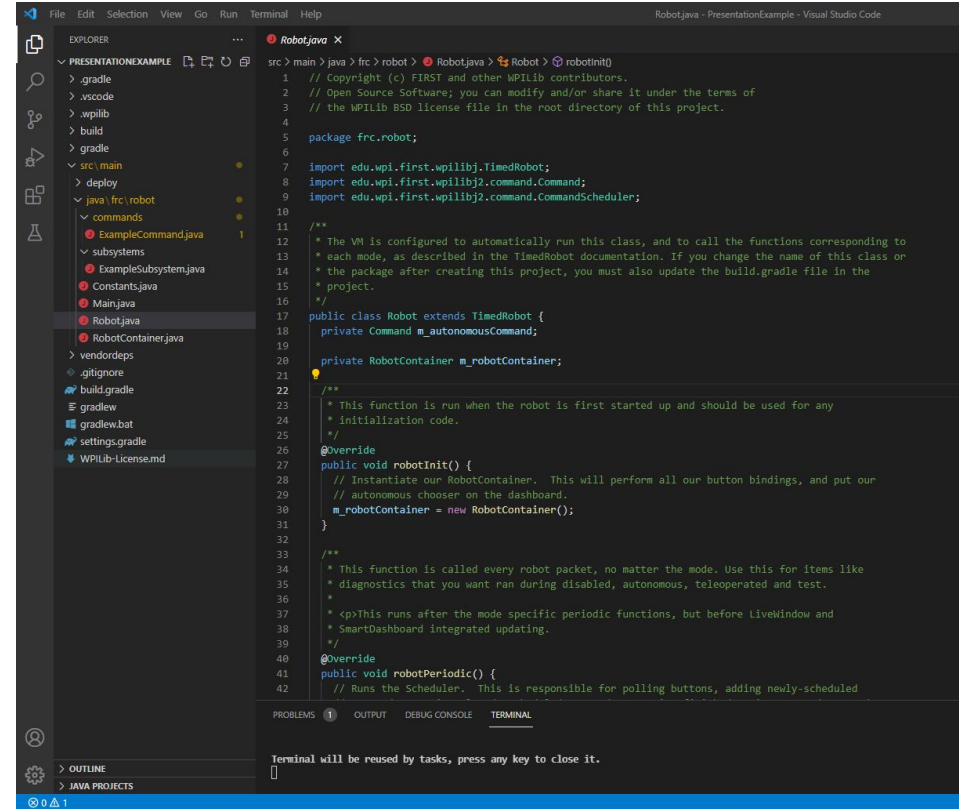 File Edit Selection View Go Run Terminal Help
Robot.java - PresentationExample - Visual Studio Code
EXPLORER
PRESENTATIONEXAMPLE
> .gradle
> .vscode
> .wpilib
> build
> gradle
src\main
> deploy
java\frc\robot
commands
ExampleCommand.java 1
subsystems
ExampleSubsystem.java
Constants.java
Main.java
Robot.java
RobotContainer.java
> vendordeps
.gitignore
build.gradle
gradlew
gradlew.bat
settings.gradle
WPILib-License.md
> OUTLINE
> JAVA PROJECTS
Robot.java
src > main > java > frc > robot > Robot.java > Robot > robotInit()
1 // Copyright (c) FIRST and other WPILib contributors.
2 // Open Source Software; you can modify and/or share it under the terms of
3 // the WPILib BSD license file in the root directory of this project.
4
5 package frc.robot;
6
7 import edu.wpi.first.wpilibj.TimedRobot;
8 import edu.wpi.first.wpilibj2.command.Command;
9 import edu.wpi.first.wpilibj2.command.CommandScheduler;
10
11 /**
12 * The VM is configured to automatically run this class, and to call the functions corresponding to
13 * each mode, as described in the TimedRobot documentation. If you change the name of this class or
14 * the package after creating this project, you must also update the build.gradle file in the
15 * project.
16 */
17 public class Robot extends TimedRobot {
18 private Command m_autonomousCommand;
19
20 private RobotContainer m_robotContainer;
21
22 /**
23 * This function is run when the robot is first started up and should be used for any
24 * initialization code.
25 */
26 @Override
27 public void robotInit() {
28 // Instantiate our RobotContainer. This will perform all our button bindings, and put our
29 // autonomous chooser on the dashboard.
30 m_robotContainer = new RobotContainer();
31 }
32
33 /**
34 * This function is called every robot packet, no matter the mode. Use this for items like
35 * diagnostics that you want ran during disabled, autonomous, teleoperated and test.
36 *
37 * <p>This runs after the mode specific periodic functions, but before LiveWindow and
38 * SmartDashboard integrated updating.
39 */
40 @Override
41 public void robotPeriodic() {
42 // Runs the Scheduler. This is responsible for polling buttons, adding newly-scheduled
PROBLEMS 1 OUTPUT DEBUG CONSOLE TERMINAL
Terminal will be reused by tasks, press any key to close it.
0 1